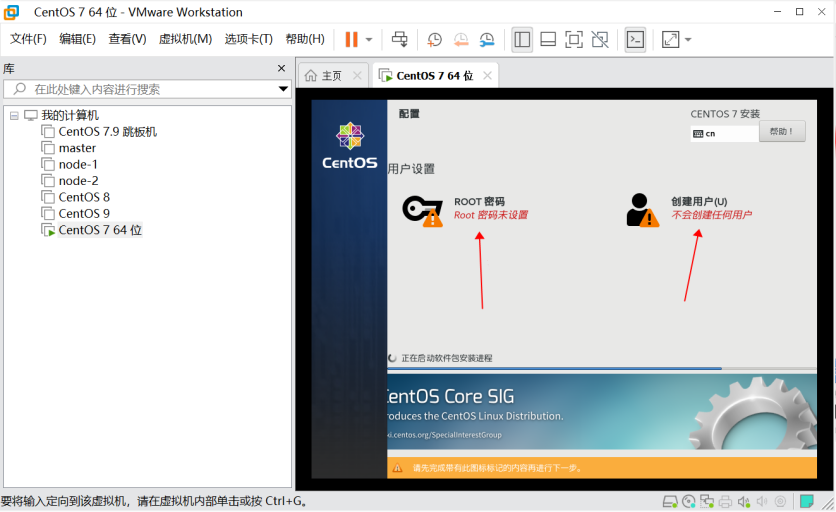 CentOS 7 64 位 - VMware Workstation
文件(F) 编辑(E) 查看(V) 虚拟机(M) 选项卡(T) 帮助(H)
库
在此处键入内容进行搜索
我的计算机
CentOS 7.9 跳板机
master
node-1
node-2
CentOS 8
CentOS 9
CentOS 7 64 位
主页
CentOS 7 64 位
CentOS
配置
CENTOS 7 安装
cn
帮助！
用户设置
ROOT 密码
Root 密码未设置
创建用户(U)
不会创建任何用户
正在启动软件包安装进程
CentOS Core SIG
oduces the CentOS Linux Distribution.
ki.centos.org/SpecialInterestGroup
请先完成带有此图标标记的内容再进行下一步。
要将输入定向到该虚拟机，请在虚拟机内部单击或按 Ctrl+G。